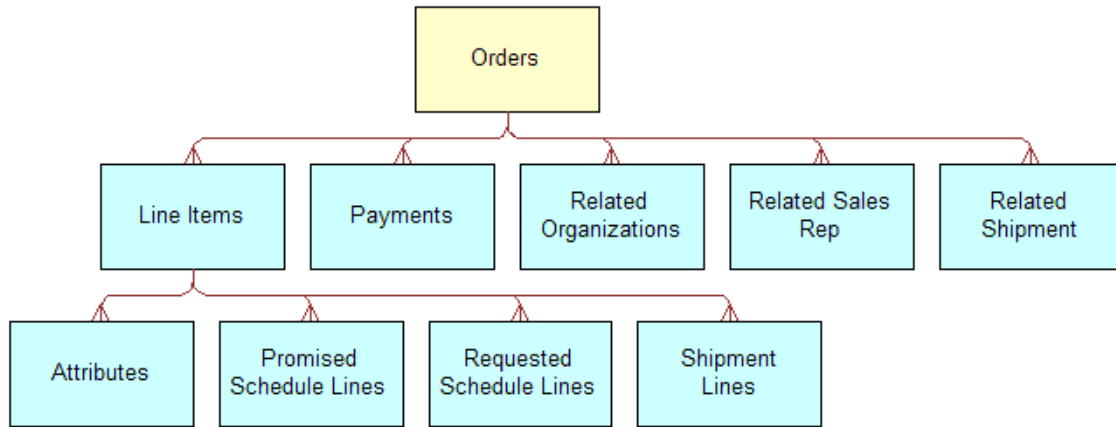 Orders
Line Items
Payments
Related
Organizations
Related Sales
Rep
Related
Shipment
Attributes
Promised
Schedule Lines
Requested
Schedule Lines
Shipment
Lines